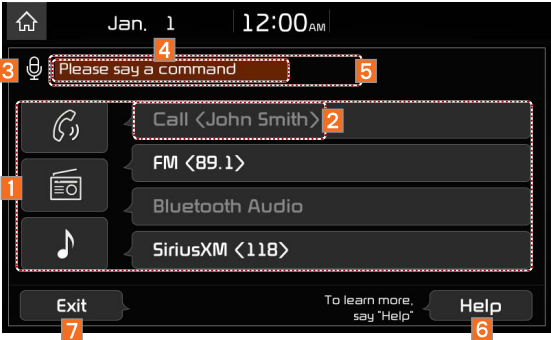 Jan. 1 12:00AM
4
3 Please say a command 5
Call <John Smith> 2
FM <89.1>
1
Bluetooth Audio
SiriusXM <118>
Exit To learn more, Help
say "Help"
7 6